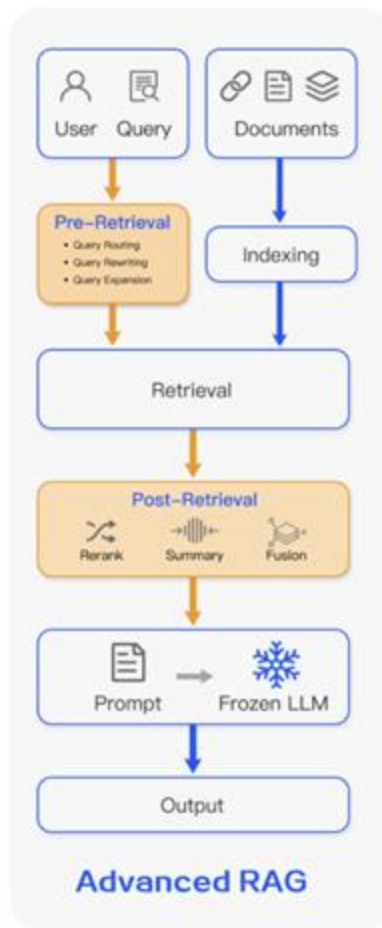 User Query
Documents
Pre-Retrieval
• Query Routing
• Query Rewriting
• Query Expansion
Indexing
Retrieval
Post-Retrieval
Rerank Summary Fusion
Prompt Frozen LLM
Output
Advanced RAG